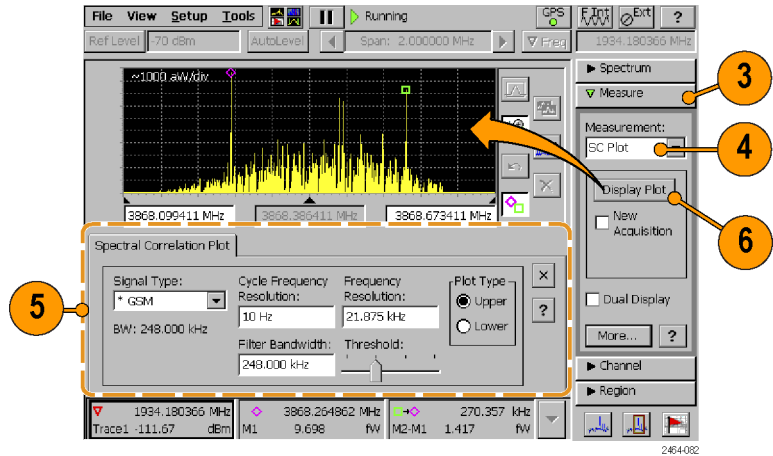 File View Setup Tools Running GPS F Int Ext ?
Ref Level -70 dBm AutoLevel Span: 2.000000 MHz Freq 1934.180366 MHz
~1000 aW/div
Spectrum
Measure
3
Measurement:
SC Plot
4
Display Plot
New
Acquisition
6
3868.099411 MHz 3868.386411 MHz 3868.673411 MHz
Spectral Correlation Plot
5
Signal Type:
* GSM
BW: 248.000 kHz
Cycle Frequency
Resolution:
10 Hz
Filter Bandwidth:
248.000 kHz
Frequency
Resolution:
21.875 kHz
Threshold:
Plot Type
Upper
Lower
×
?
Dual Display
More... ?
Channel
Region
1934.180366 MHz
Trace1 -111.67 dBm
3868.264862 MHz
M1 9.698 fW
270.357 kHz
M2-M1 1.417 fW
2464-082